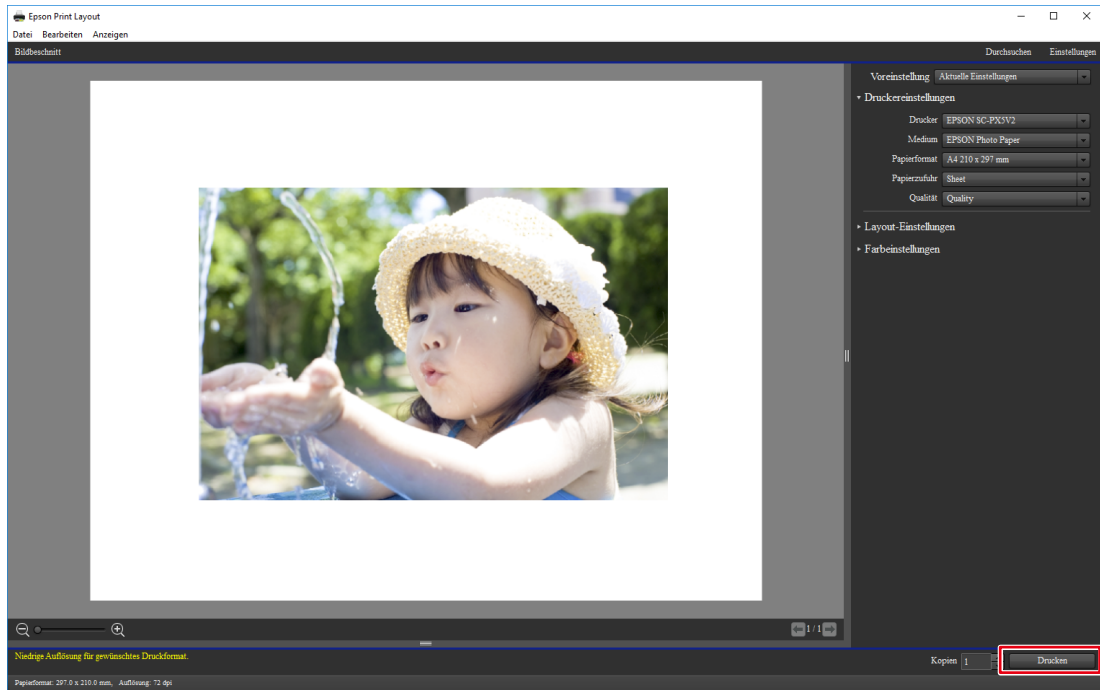 Epson Print Layout
Datei Bearbeiten Anzeigen
Bildbeschnitt
Durchsuchen Einstellungen
Voreinstellung Aktuelle Einstellungen
Druckereinstellungen
Drucker EPSON SC-PX5V2
Medium EPSON Photo Paper
Papierformat A4 210 x 297 mm
Papierzufuhr Sheet
Qualität Quality
Layout-Einstellungen
Farbeinstellungen
1 / 1
Niedrige Auflösung für gewünschtes Druckformat.
Kopien 1 Drucken
Papierformat: 297.0 x 210.0 mm, Auflösung: 72 dpi